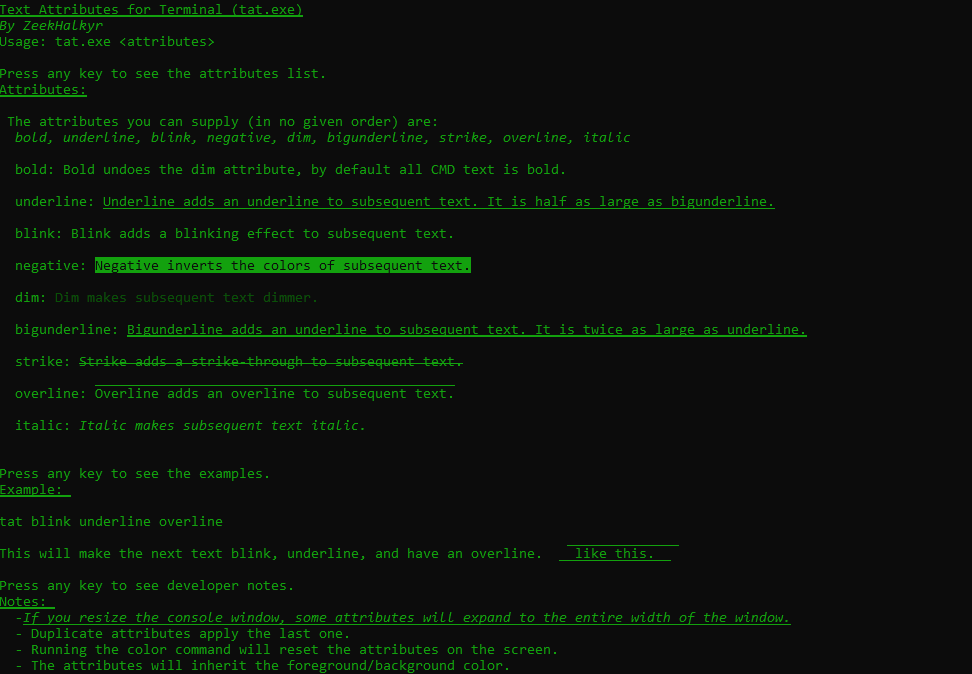 Text Attributes for Terminal (tat.exe)
By ZeekHalkyr
Usage: tat.exe <attributes>
Press any key to see the attributes list.
Attributes:
The attributes you can supply (in no given order) are:
bold, underline, blink, negative, dim, bigunderline, strike, overline, italic
bold: Bold undoes the dim attribute, by default all CMD text is bold.
underline: Underline adds an underline to subsequent text. It is half as large as bigunderline.
blink: Blink adds a blinking effect to subsequent text.
negative: Negative inverts the colors of subsequent text.
dim: Dim makes subsequent text dimmer.
bigunderline: Bigunderline adds an underline to subsequent text. It is twice as large as underline.
strike: Strike adds a strike-through to subsequent text.
overline: Overline adds an overline to subsequent text.
italic: Italic makes subsequent text italic.
Press any key to see the examples.
Example:
tat blink underline overline
This will make the next text blink, underline, and have an overline.    like this.
Press any key to see developer notes.
Notes:
-If you resize the console window, some attributes will expand to the entire width of the window.
- Duplicate attributes apply the last one.
- Running the color command will reset the attributes on the screen.
- The attributes will inherit the foreground/background color.